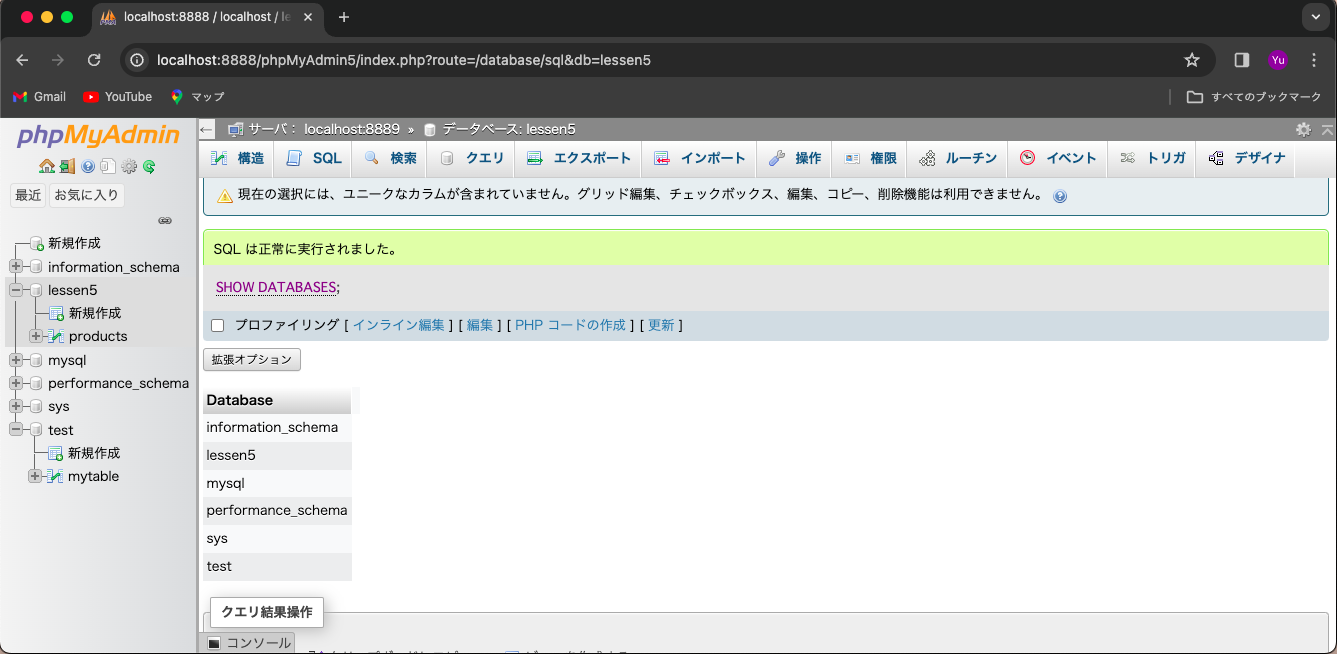 localhost:8888 / localhost / le
localhost:8888/phpMyAdmin5/index.php?route=/database/sql&db=lessen5
Yu
Gmail YouTube マップ すべてのブックマーク
phpMyAdmin
最近 お気に入り
新規作成
information_schema
lessen5
新規作成
products
mysql
performance_schema
sys
test
新規作成
mytable
サーバ： localhost:8889 » データベース: lessen5
構造 SQL 検索 クエリ エクスポート インポート 操作 権限 ルーチン イベント トリガ デザイナ
現在の選択には、ユニークなカラムが含まれていません。グリッド編集、チェックボックス、編集、コピー、削除機能は利用できません。
SQL は正常に実行されました。
SHOW DATABASES;
プロファイリング [ インライン編集 ] [ 編集 ] [ PHP コードの作成 ] [ 更新 ]
拡張オプション
Database
information_schema
lessen5
mysql
performance_schema
sys
test
クエリ結果操作
コンソール